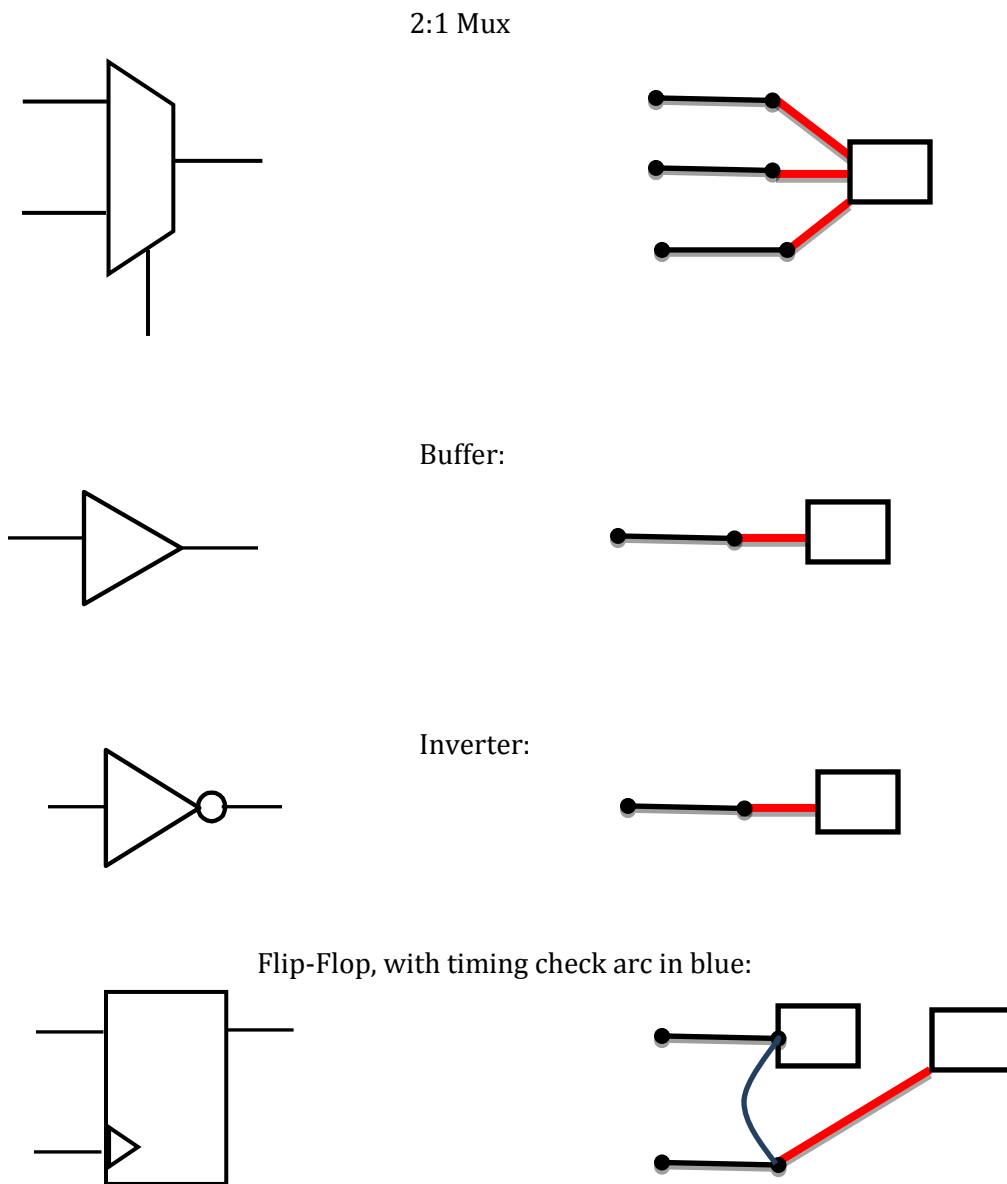 2:1 Mux
Buffer:
Inverter:
Flip-Flop, with timing check arc in blue: